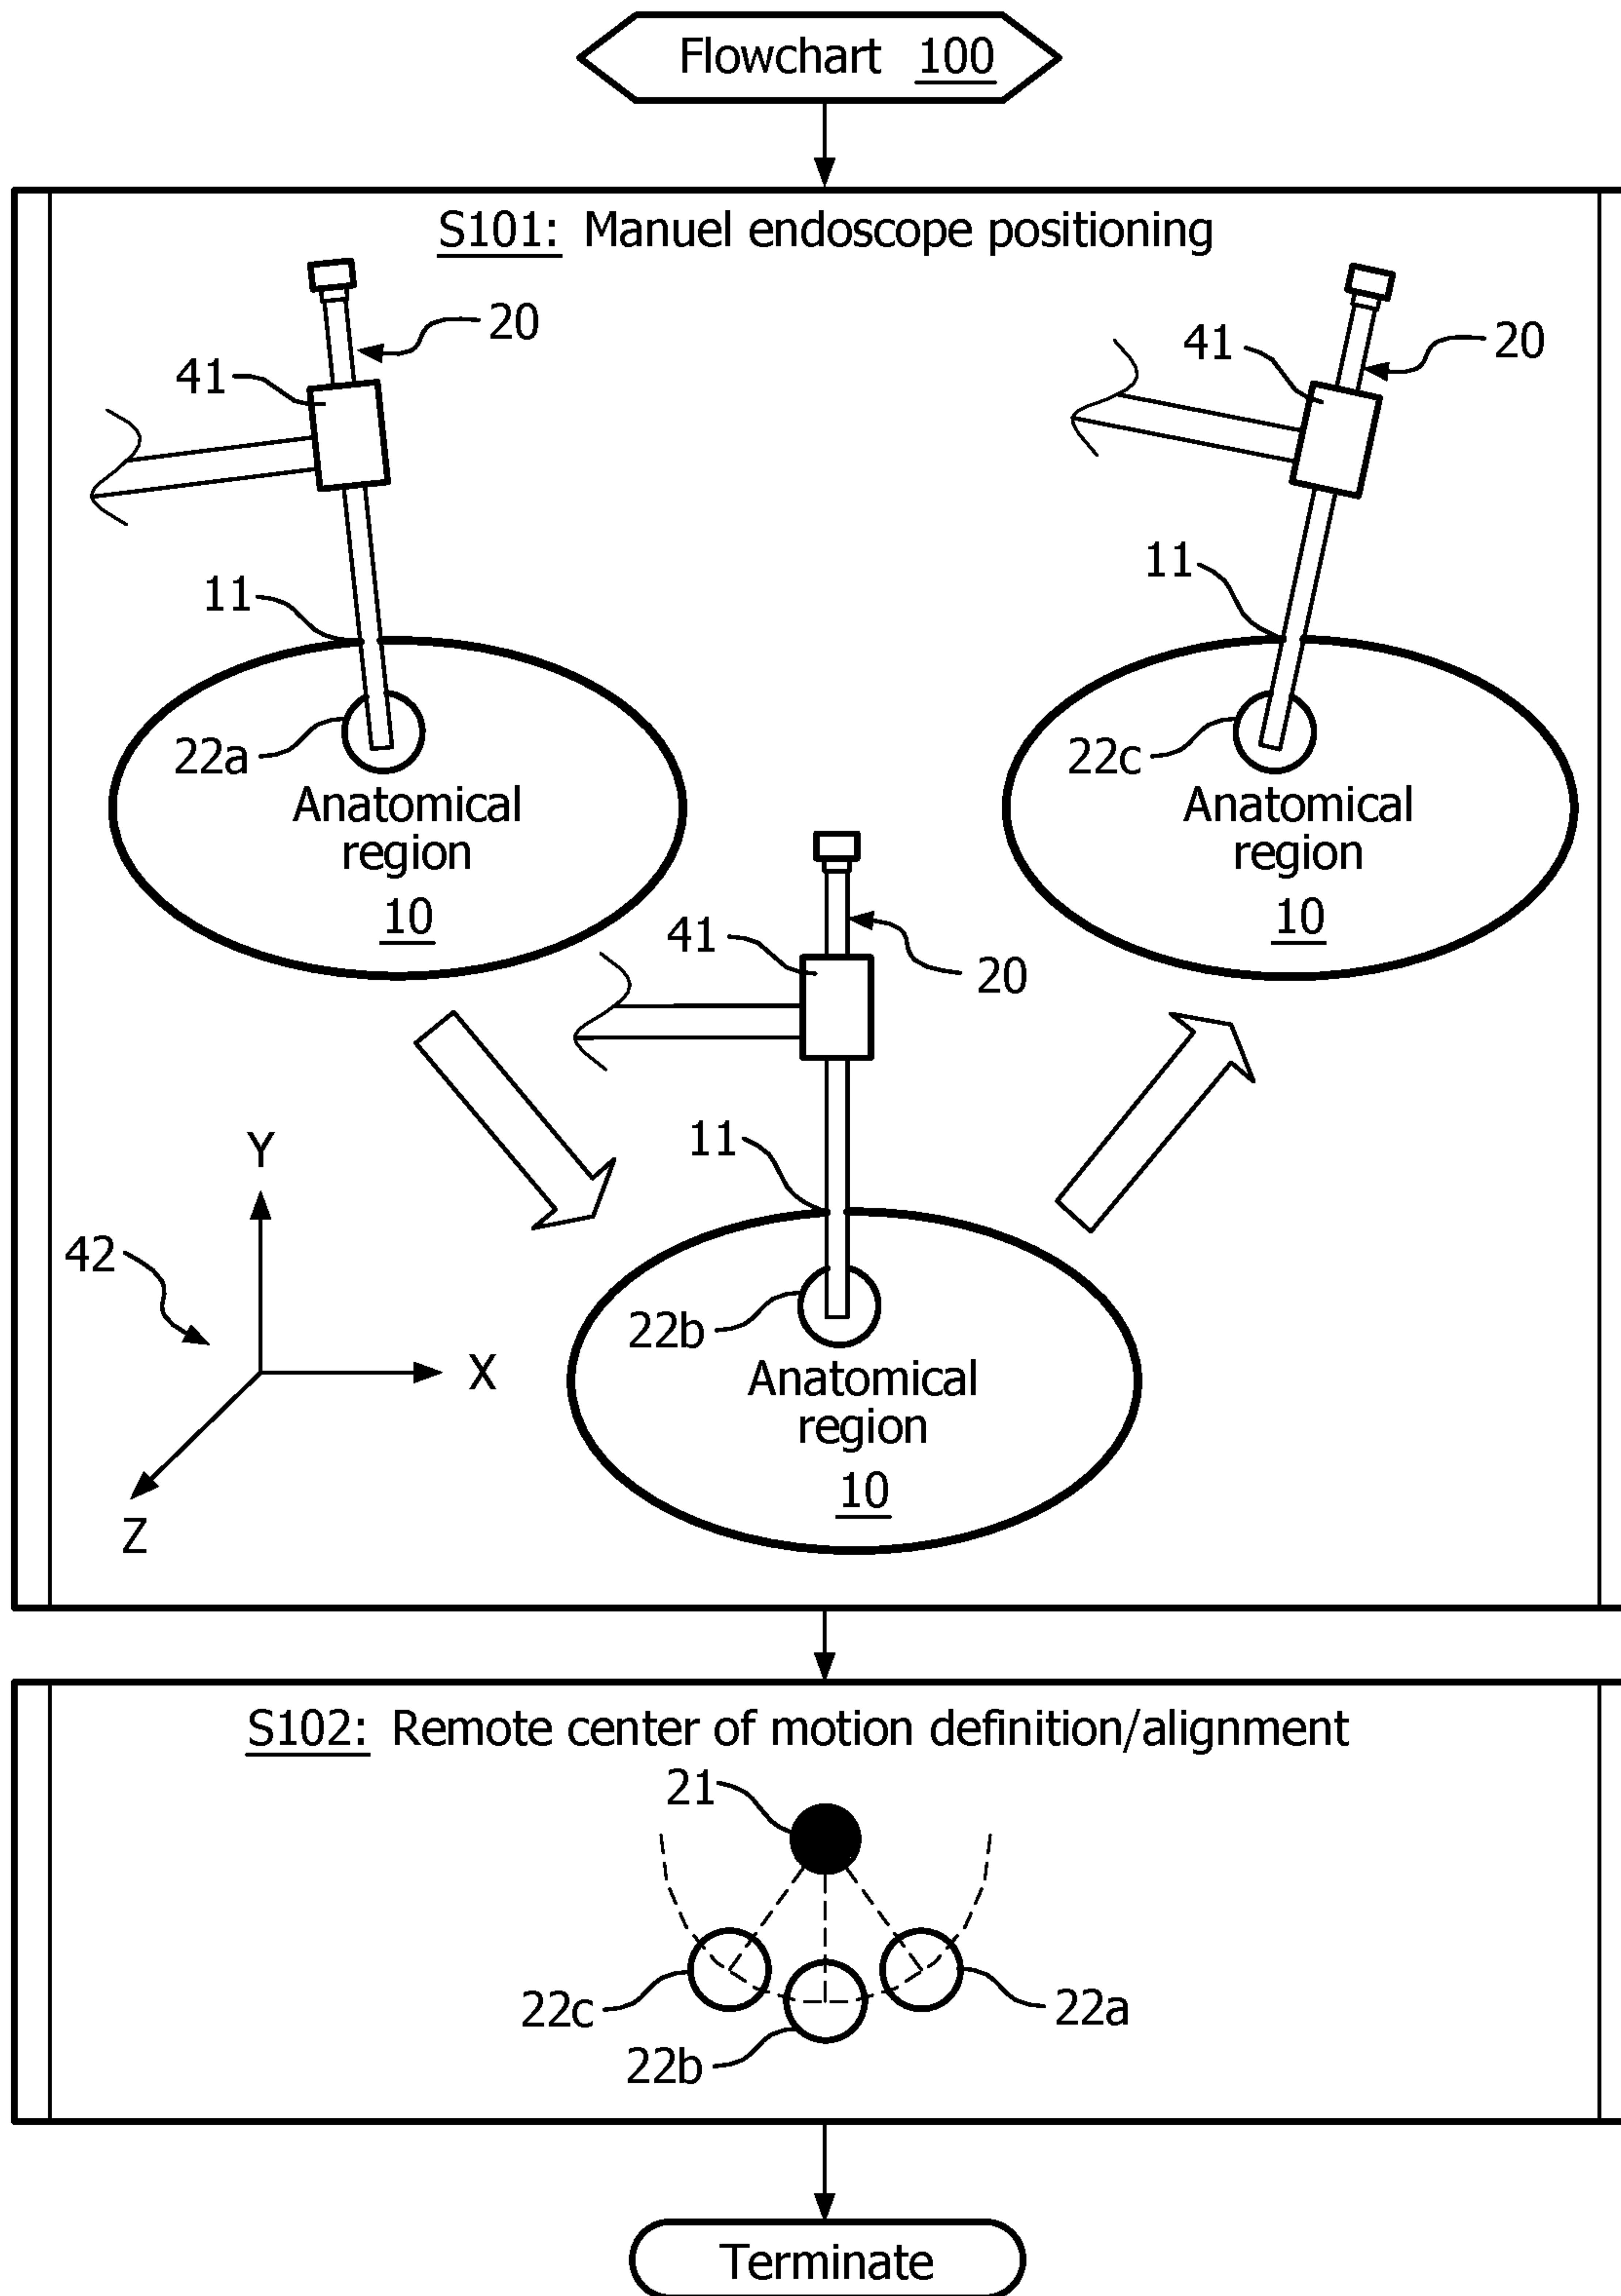 Flowchart 100
S101: Manuel endoscope positioning
20
41
11
22a
Anatomical
region
10
20
41
11
22c
Anatomical
region
10
41
20
11
22b
Anatomical
region
10
42
Y
X
Z
S102: Remote center of motion definition/alignment
21
22c
22b
22a
Terminate